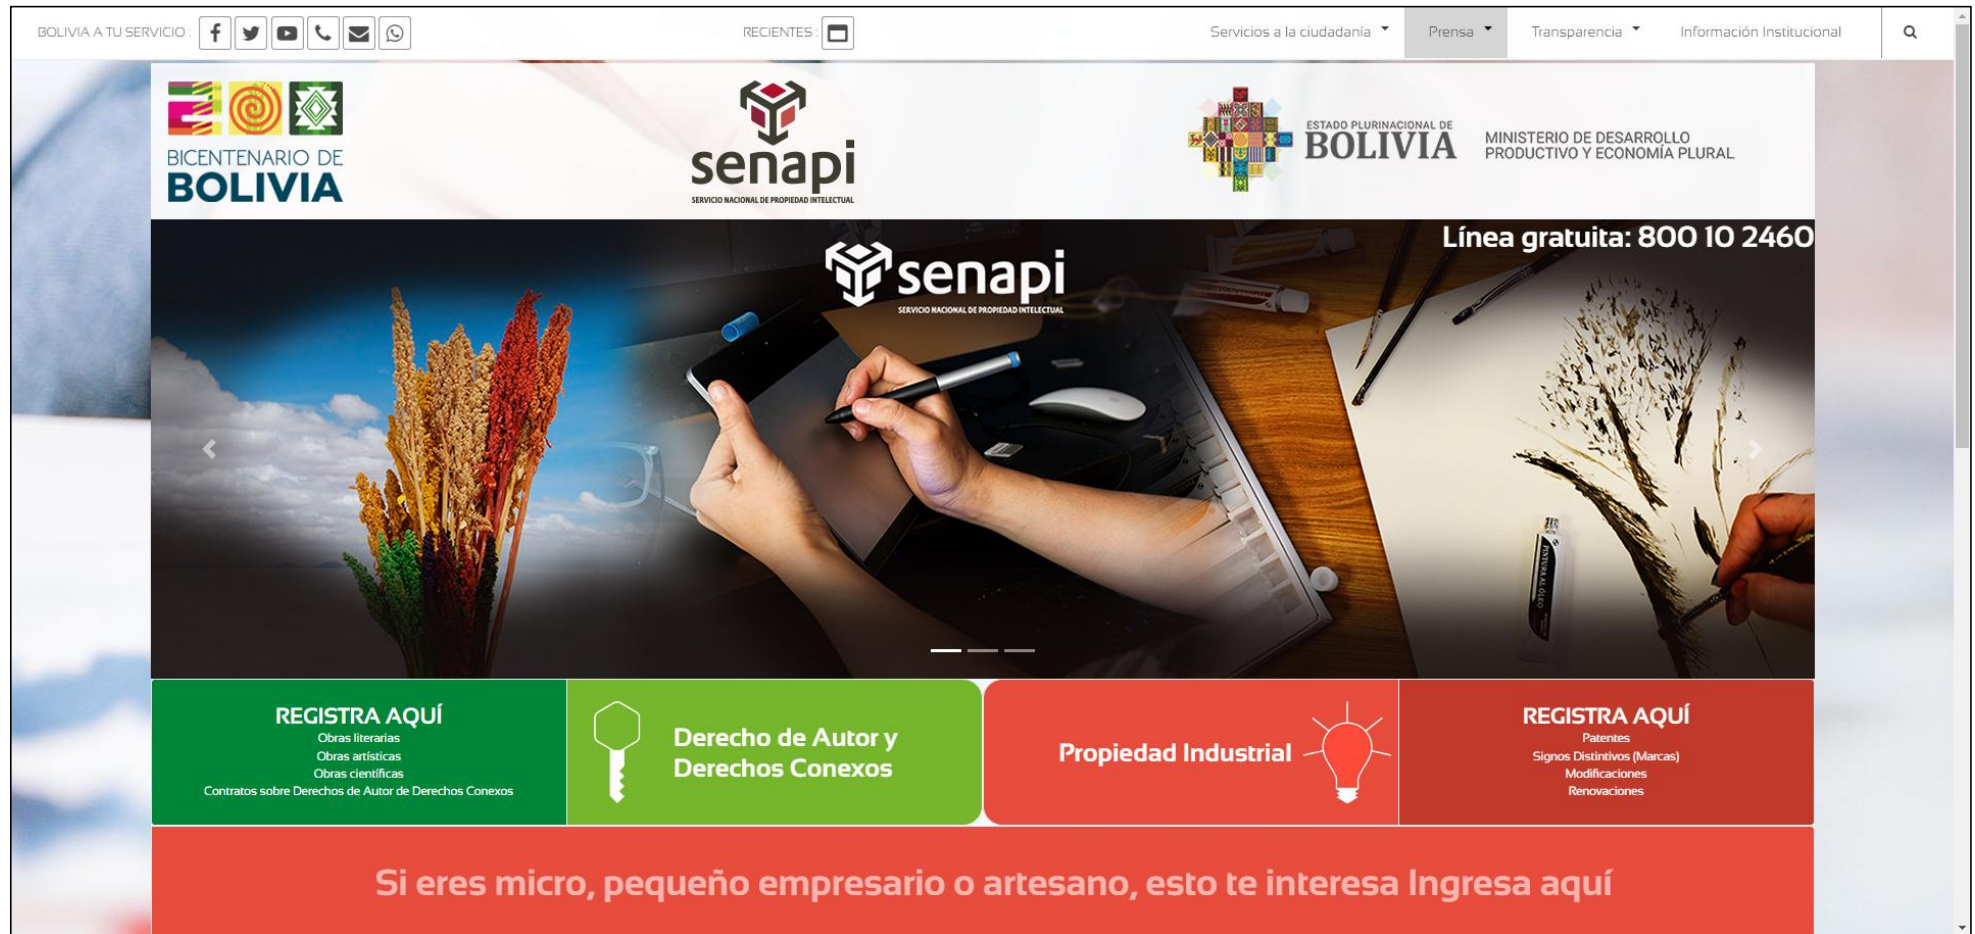 BOLIVIA A TU SERVICIO :
RECIENTES :
Servicios a la ciudadanía
Prensa
Transparencia
Información Institucional
BICENTENARIO DE
BOLIVIA
senapi
SERVICIO NACIONAL DE PROPIEDAD INTELECTUAL
ESTADO PLURINACIONAL DE
BOLIVIA
MINISTERIO DE DESARROLLO
PRODUCTIVO Y ECONOMÍA PLURAL
Línea gratuita: 800 10 2460
senapi
SERVICIO NACIONAL DE PROPIEDAD INTELECTUAL
PINTURA AL ÓLEO
REGISTRA AQUÍ
Obras literarias
Obras artísticas
Obras científicas
Contratos sobre Derechos de Autor de Derechos Conexos
Derecho de Autor y
Derechos Conexos
Propiedad Industrial
REGISTRA AQUÍ
Patentes
Signos Distintivos (Marcas)
Modificaciones
Renovaciones
Si eres micro, pequeño empresario o artesano, esto te interesa Ingresa aquí